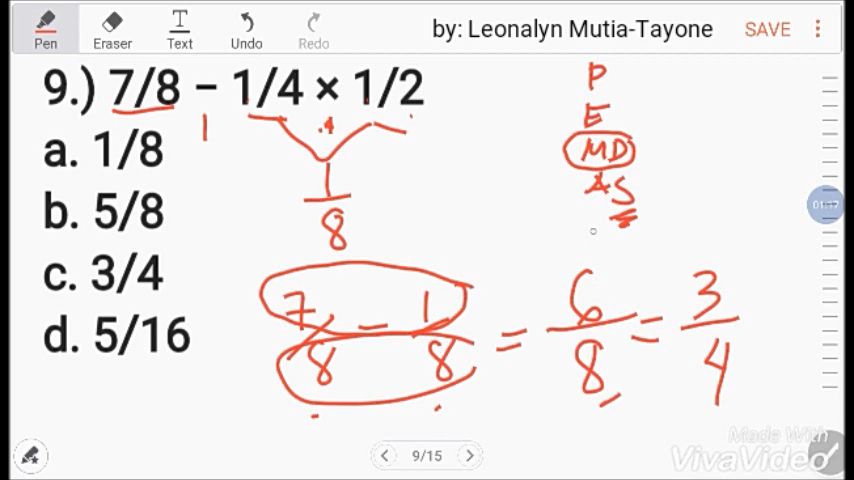 Pen Eraser Text Undo Redo by: Leonalyn Mutia-Tayone SAVE
9.) 7/8 − 1/4 × 1/2
a. 1/8
b. 5/8
c. 3/4
d. 5/16
1
8
P
E
MD
AS
7/8 − 1/8 = 6/8 = 3/4
9/15
Made With
VivaVideo